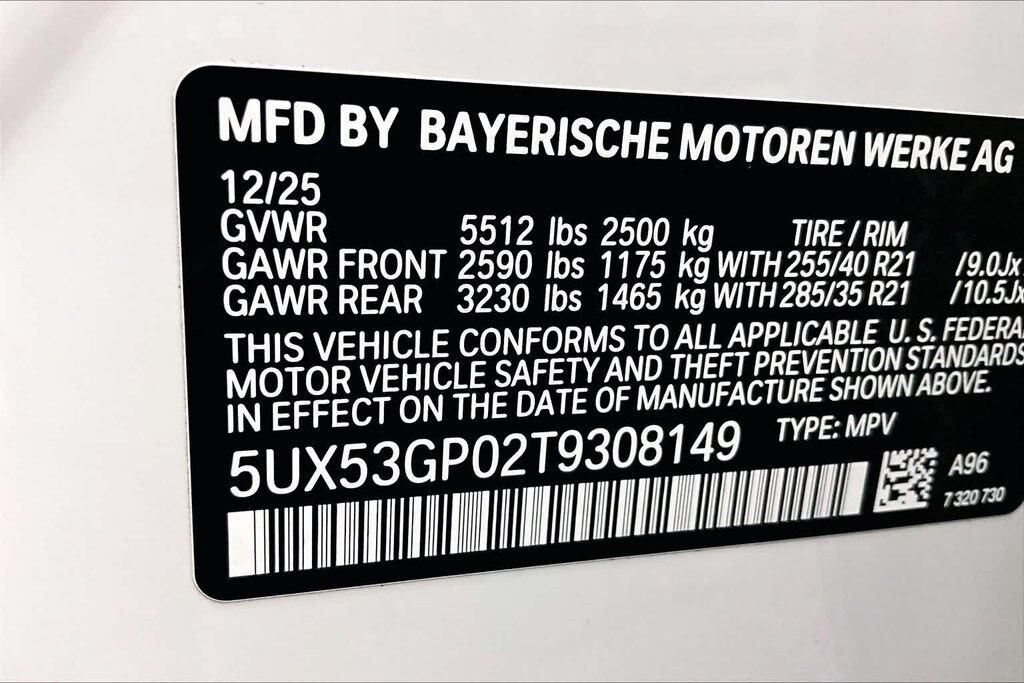 MFD BY BAYERISCHE MOTOREN WERKE AG
12/25
GVWR 5512 lbs 2500 kg TIRE / RIM
GAWR FRONT 2590 lbs 1175 kg WITH 255/40 R21 /9.0Jx
GAWR REAR 3230 lbs 1465 kg WITH 285/35 R21 /10.5Jx
THIS VEHICLE CONFORMS TO ALL APPLICABLE U. S. FEDERA
MOTOR VEHICLE SAFETY AND THEFT PREVENTION STANDARDS
IN EFFECT ON THE DATE OF MANUFACTURE SHOWN ABOVE.
5UX53GP02T9308149 TYPE: MPV
A96
7 320 730